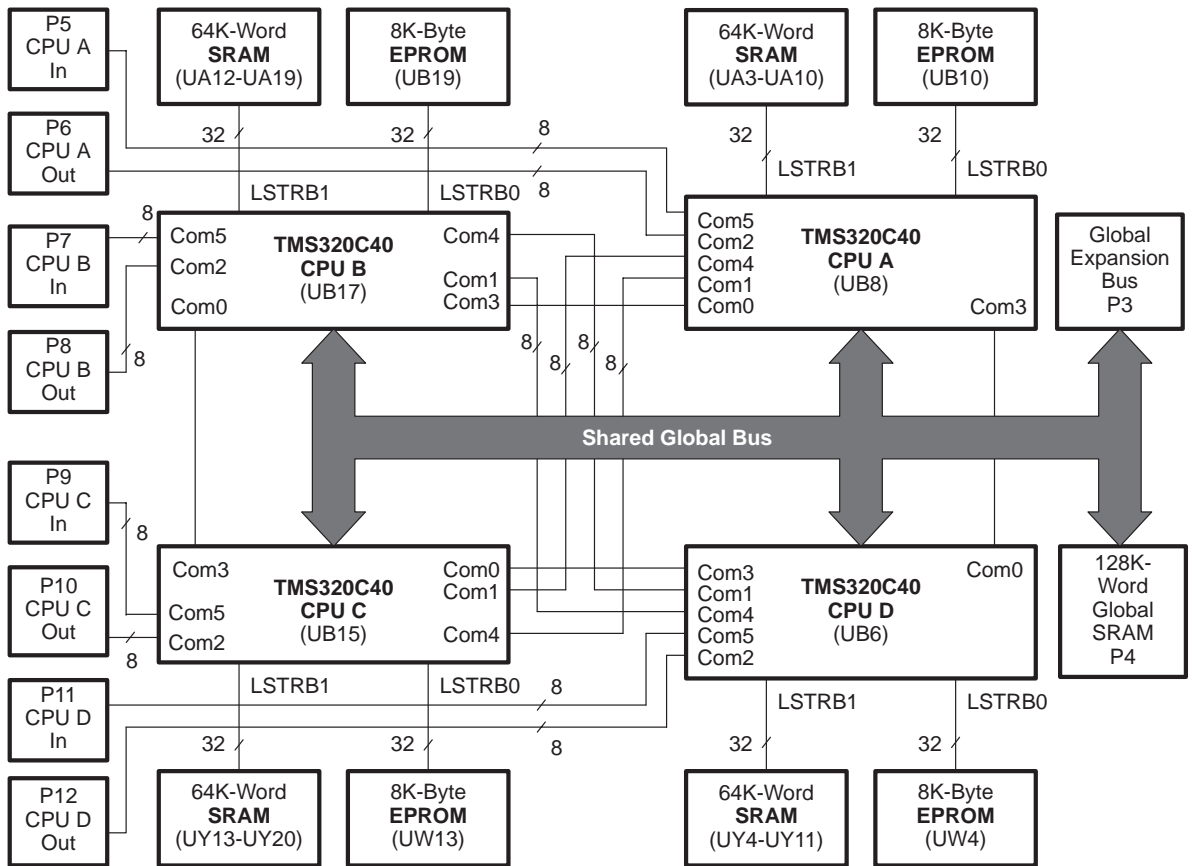 P5
CPU A
In
64K-Word
SRAM
(UA12-UA19)
8K-Byte
EPROM
(UB19)
64K-Word
SRAM
(UA3-UA10)
8K-Byte
EPROM
(UB10)
P6
CPU A
Out
32
32
8
8
32
32
LSTRB1
LSTRB0
LSTRB1
LSTRB0
P7
CPU B
In
8
Com5
Com2
Com0
TMS320C40
CPU B
(UB17)
Com4
Com1
Com3
Com5
Com2
Com4
Com1
Com0
TMS320C40
CPU A
(UB8)
Com3
Global
Expansion
Bus
P3
P8
CPU B
Out
8
8
8
8
8
Shared Global Bus
P9
CPU C
In
8
P10
CPU C
Out
8
Com3
Com5
Com2
TMS320C40
CPU C
(UB15)
Com0
Com1
Com4
Com3
Com1
Com4
Com5
Com2
TMS320C40
CPU D
(UB6)
Com0
128K-
Word
Global
SRAM
P4
P11
CPU D
In
LSTRB1
LSTRB0
8
8
LSTRB1
LSTRB0
32
32
32
32
P12
CPU D
Out
64K-Word
SRAM
(UY13-UY20)
8K-Byte
EPROM
(UW13)
64K-Word
SRAM
(UY4-UY11)
8K-Byte
EPROM
(UW4)